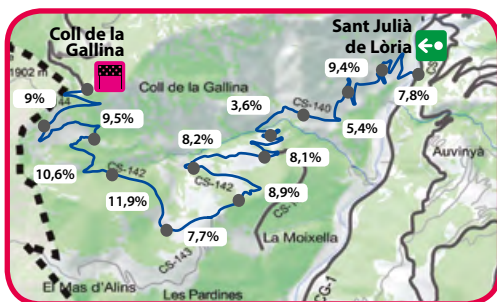 Coll de la
Gallina
Sant Julià
de Lòria
1902 m
Coll de la Gallina
9,4%
9%
44
9,5%
3,6%
CS-140
7,8%
5,4%
8,2%
8,1%
Auvinyà
10,6%
CS-142
CS-142
8,9%
11,9%
7,7%
CS-143
La Moixella
El Mas d'Alins
Les Pardines
CG-1